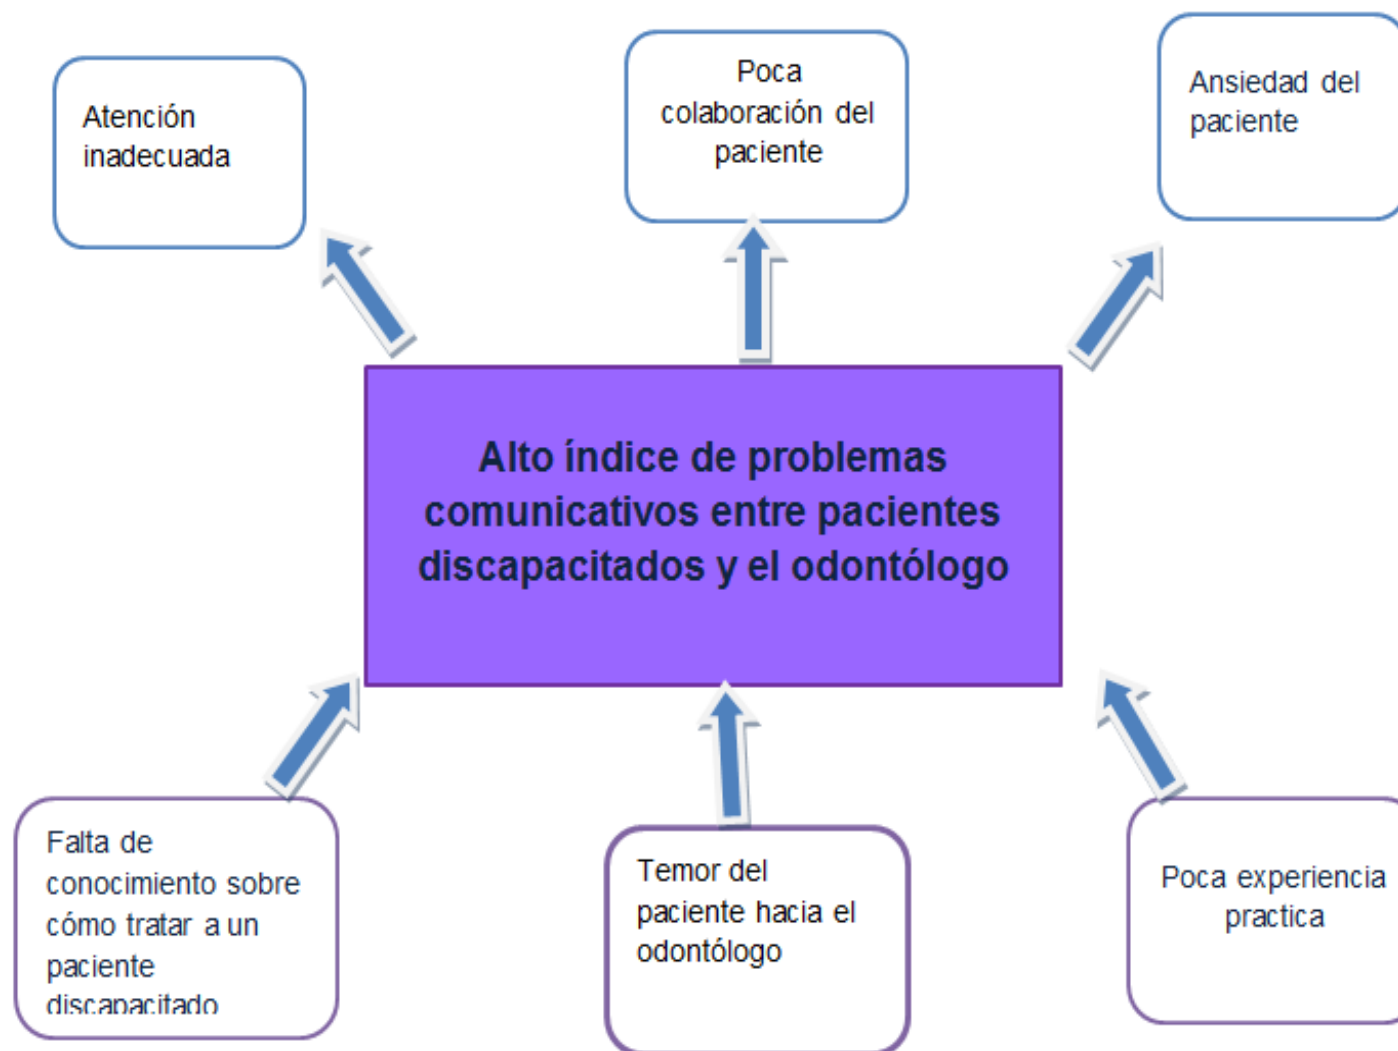 Atención
inadecuada
Poca
colaboración del
paciente
Ansiedad del
paciente
Alto índice de problemas
comunicativos entre pacientes
discapacitados y el odontólogo
Falta de
conocimiento sobre
cómo tratar a un
paciente
discapacitado
Temor del
paciente hacia el
odontólogo
Poca experiencia
practica